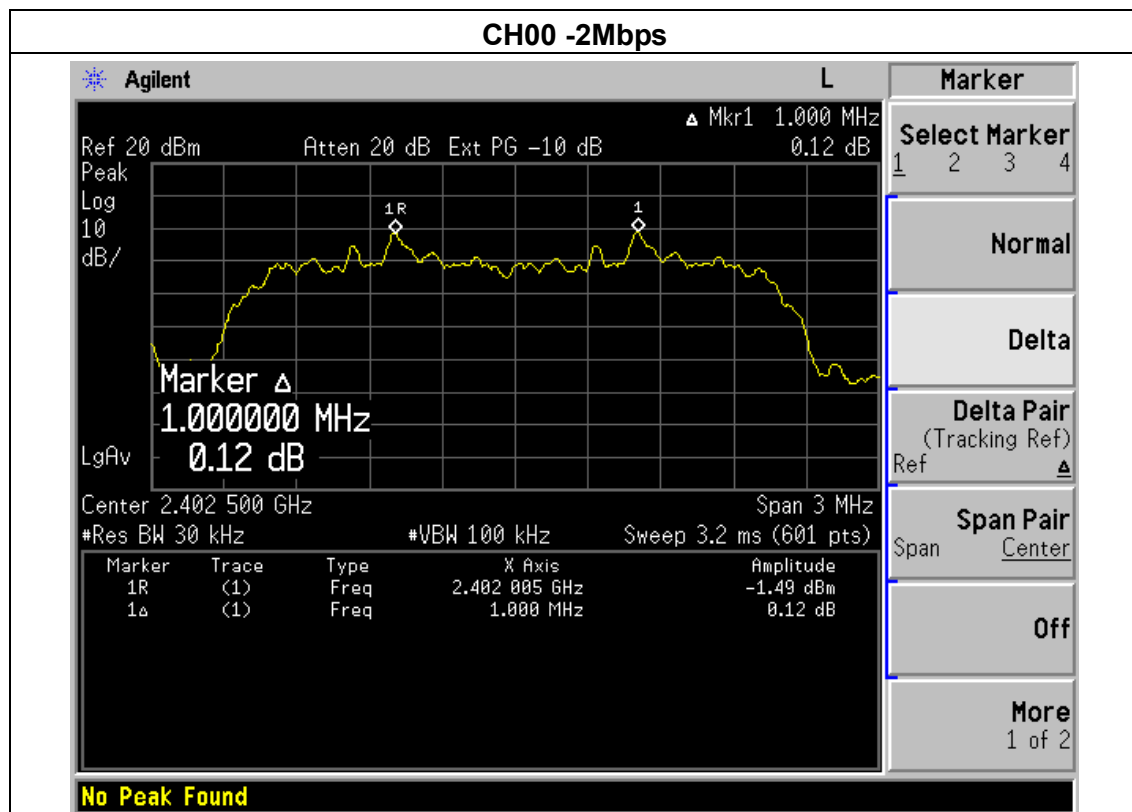 CH00 -2Mbps
Agilent L Marker
Δ Mkr1 1.000 MHz
Ref 20 dBm Atten 20 dB Ext PG -10 dB 0.12 dB
Peak
Log
10
dB/
1R
1
Marker Δ
1.000000 MHz
0.12 dB
LgAv
Center 2.402 500 GHz Span 3 MHz
#Res BW 30 kHz #VBW 100 kHz Sweep 3.2 ms (601 pts)
Marker Trace Type X Axis Amplitude
1R (1) Freq 2.402 005 GHz -1.49 dBm
1Δ (1) Freq 1.000 MHz 0.12 dB
Select Marker
1 2 3 4
Normal
Delta
Delta Pair
(Tracking Ref)
Ref Δ
Span Pair
Span Center
Off
More
1 of 2
No Peak Found